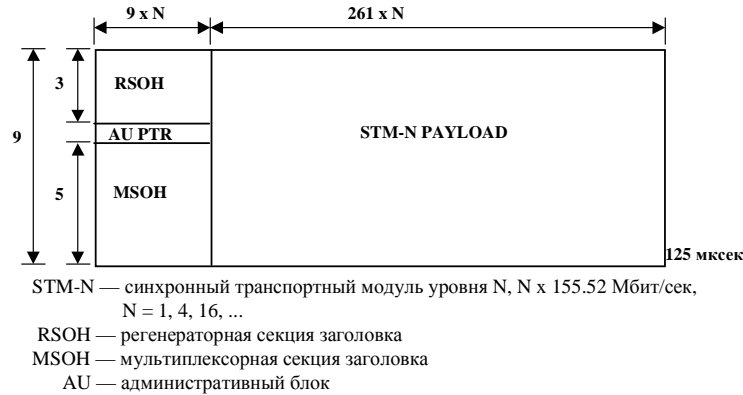 9 x N
261 x N
3
RSOH
9
AU PTR
STM-N PAYLOAD
5
MSOH
125 мксек
STM-N — синхронный транспортный модуль уровня N, N x 155.52 Мбит/сек,
N = 1, 4, 16, ...
RSOH — регенераторная секция заголовка
MSOH — мультиплексорная секция заголовка
AU — административный блок